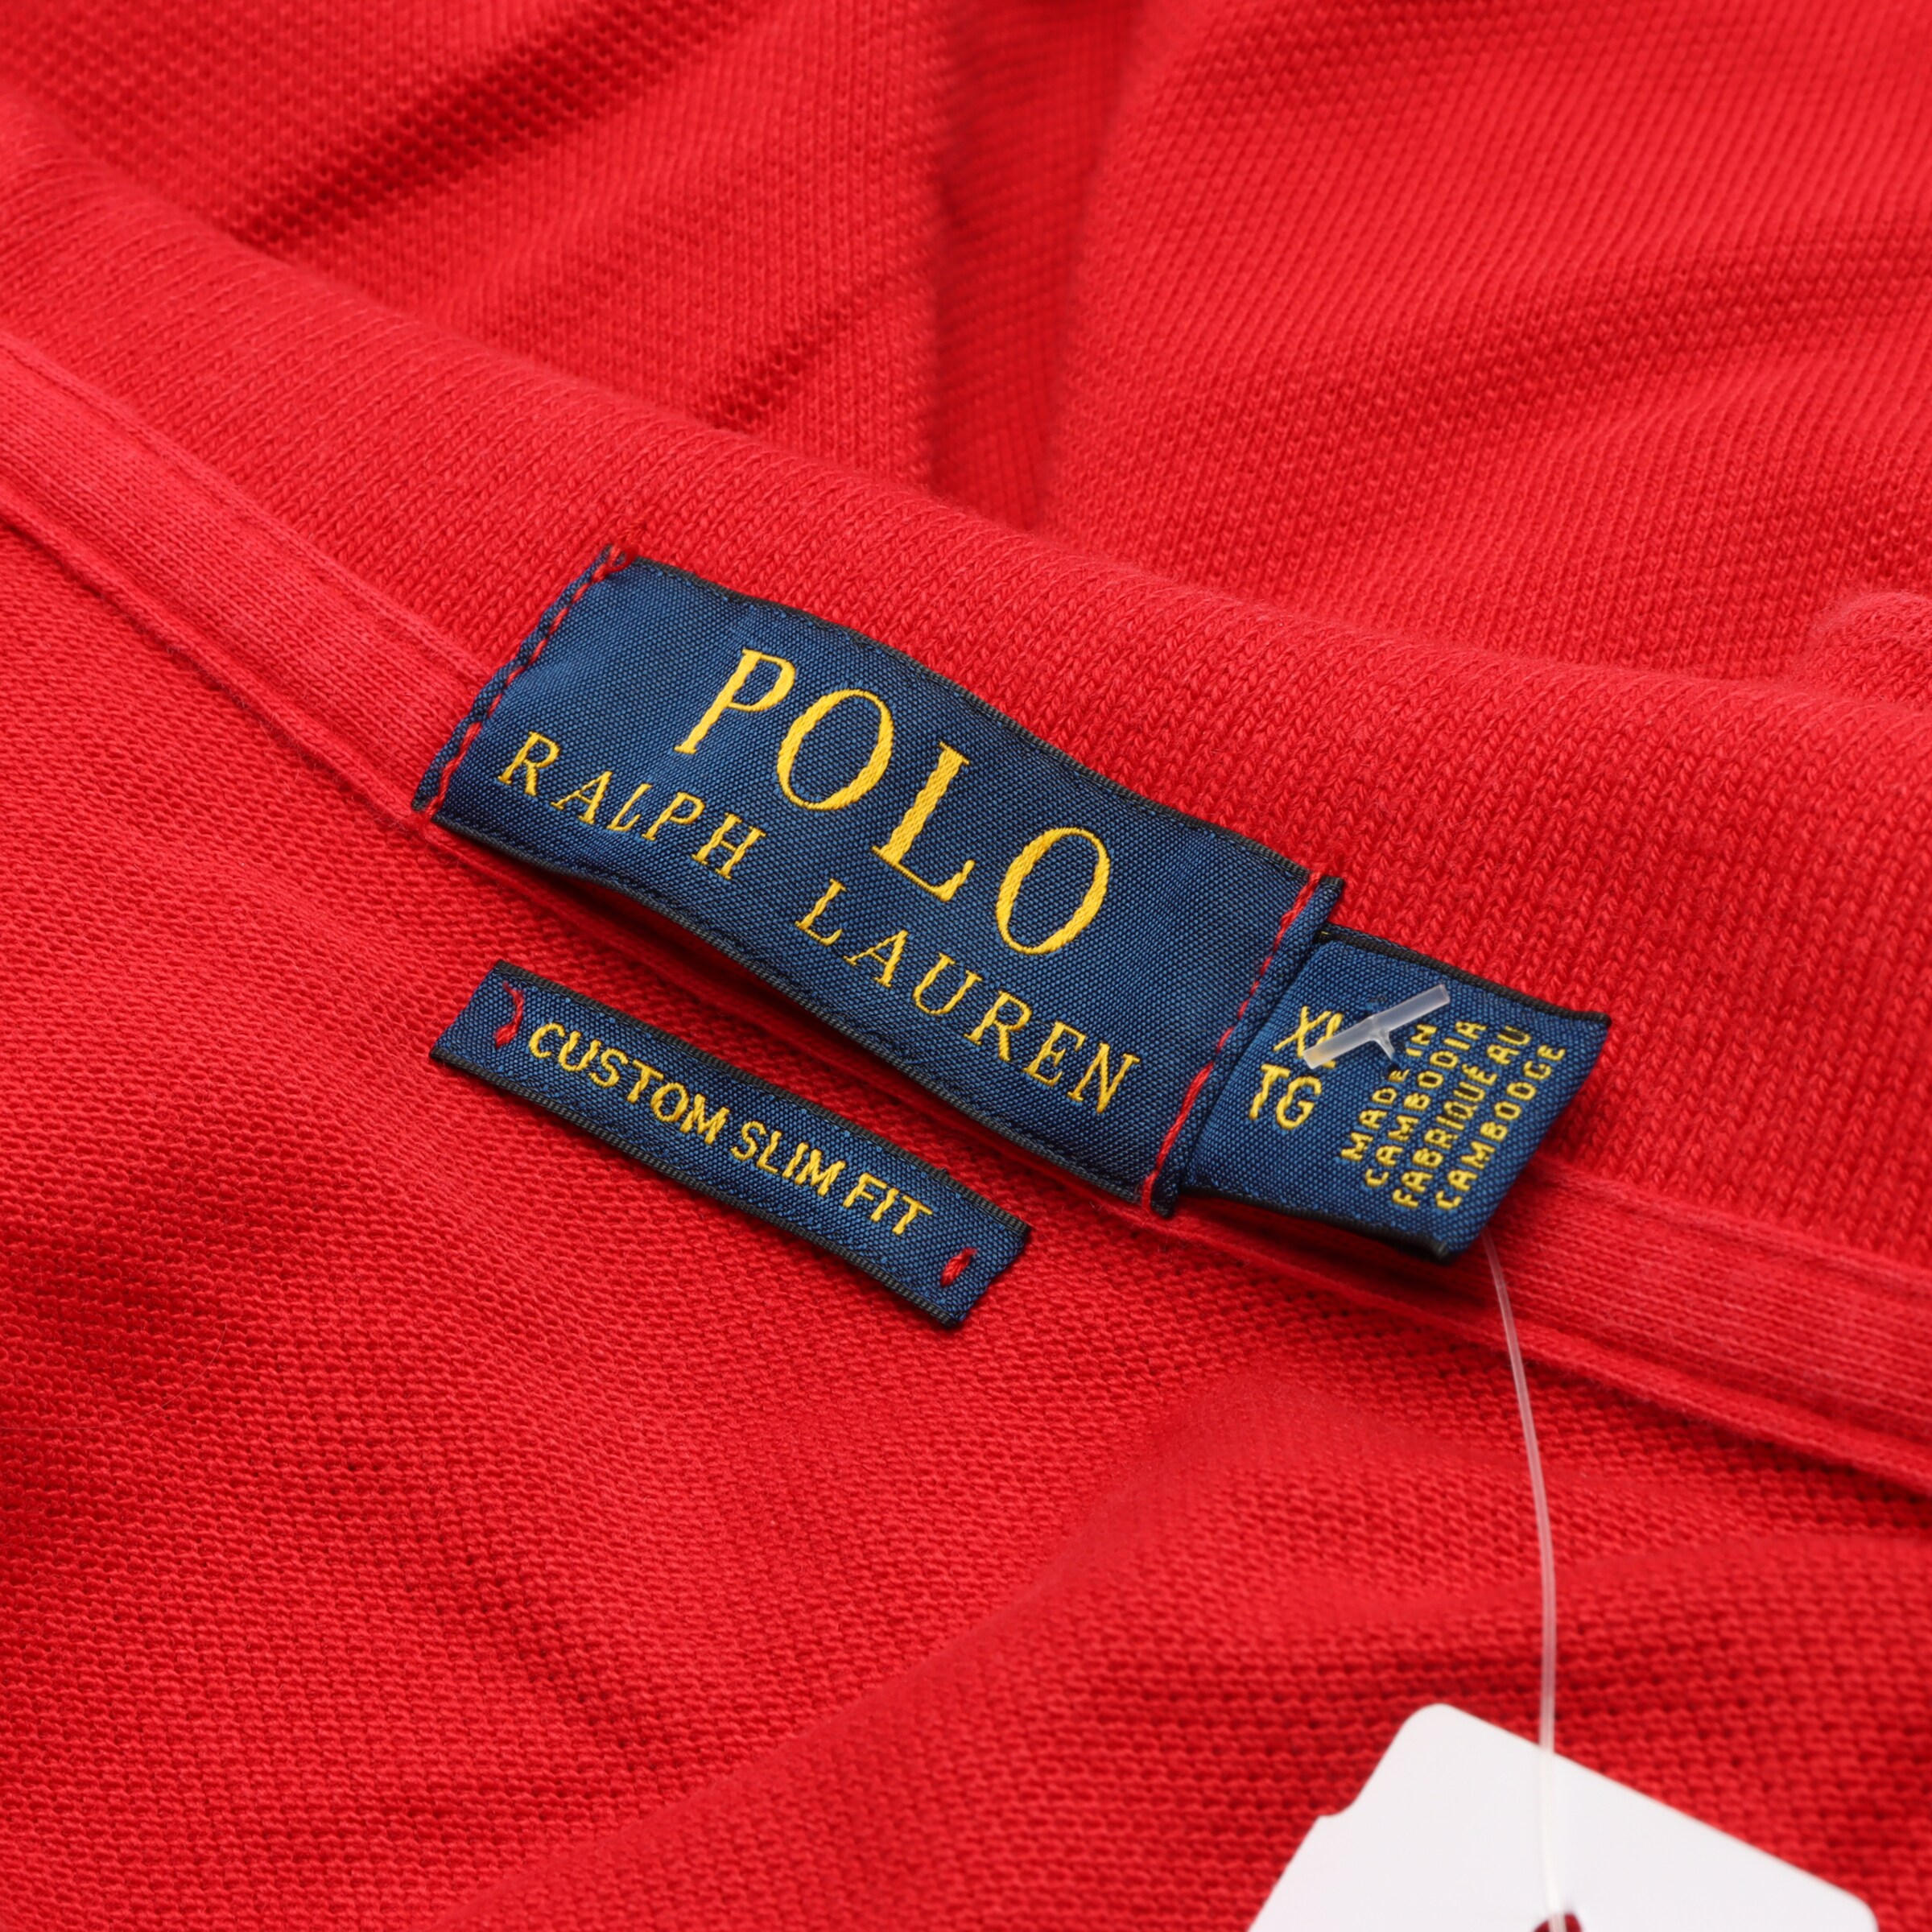 POLO
RALPH LAUREN
CUSTOM SLIM FIT
XL
TG
MADE IN
CAMBODIA
FABRIQUÉ AU
CAMBODGE